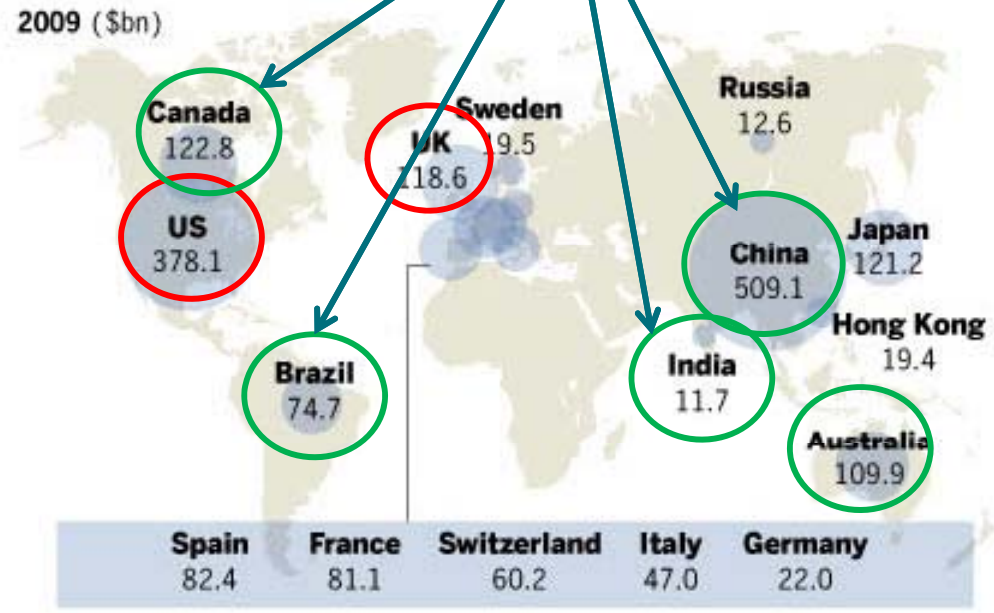 2009 ($bn)
Canada
122.8
US
378.1
UK
118.6
Sweden
19.5
Russia
12.6
China
509.1
Japan
121.2
Hong Kong
19.4
India
11.7
Brazil
74.7
Australia
109.9
Spain France Switzerland Italy Germany
82.4 81.1 60.2 47.0 22.0